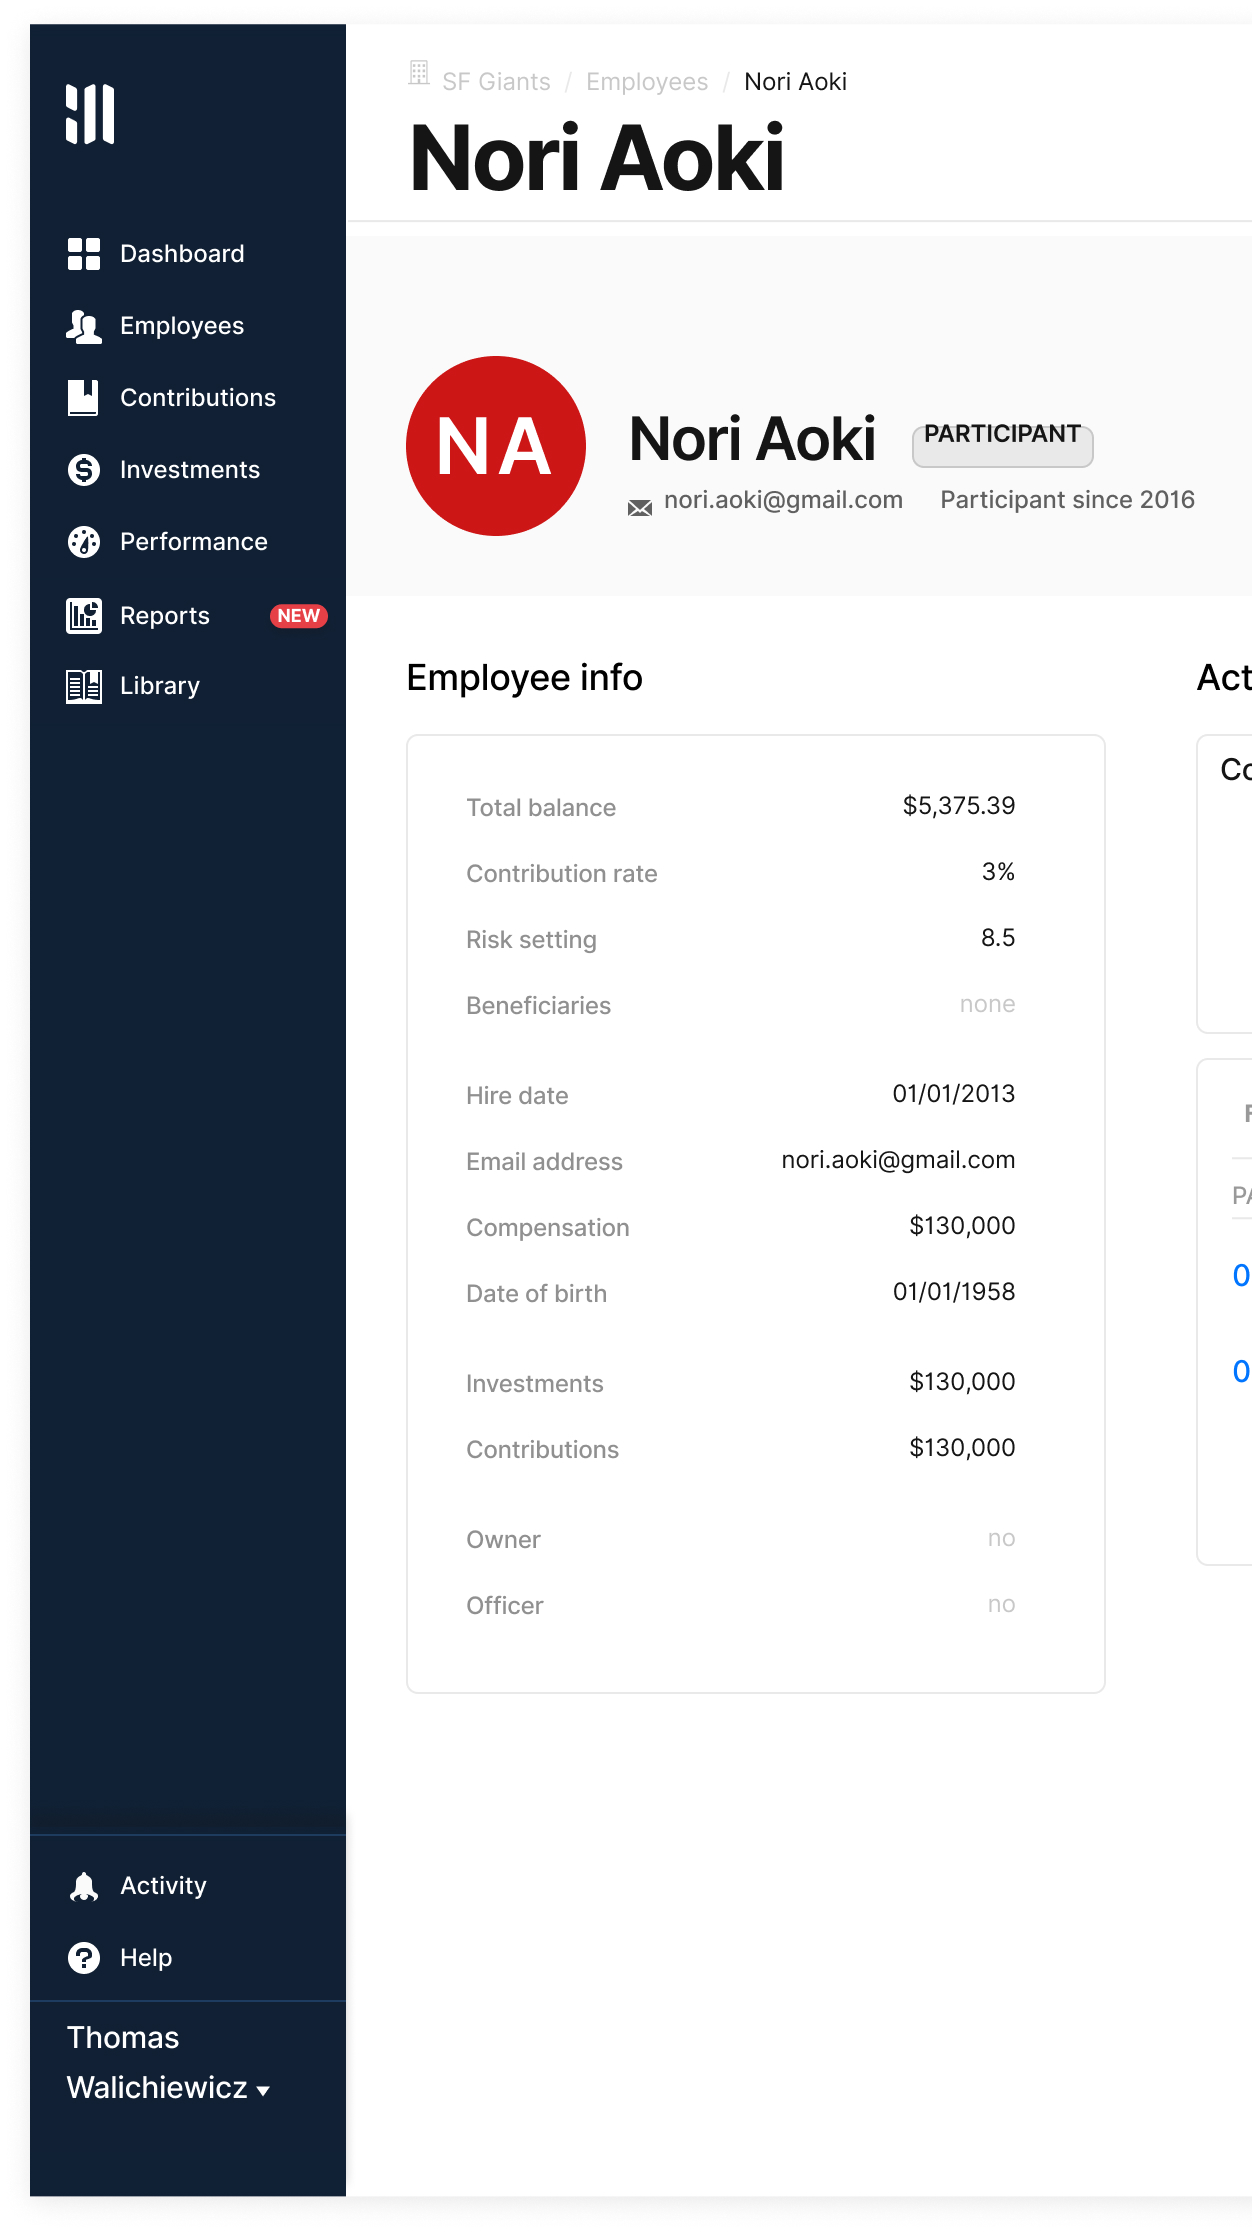 SF Giants / Employees / Nori Aoki
Nori Aoki
Dashboard
Employees
Contributions
Investments
Performance
Reports NEW
Library
Activity
Help
Thomas
Walichiewicz
NA
Nori Aoki PARTICIPANT
nori.aoki@gmail.com Participant since 2016
Employee info
Total balance $5,375.39
Contribution rate 3%
Risk setting 8.5
Beneficiaries none
Hire date 01/01/2013
Email address nori.aoki@gmail.com
Compensation $130,000
Date of birth 01/01/1958
Investments $130,000
Contributions $130,000
Owner no
Officer no